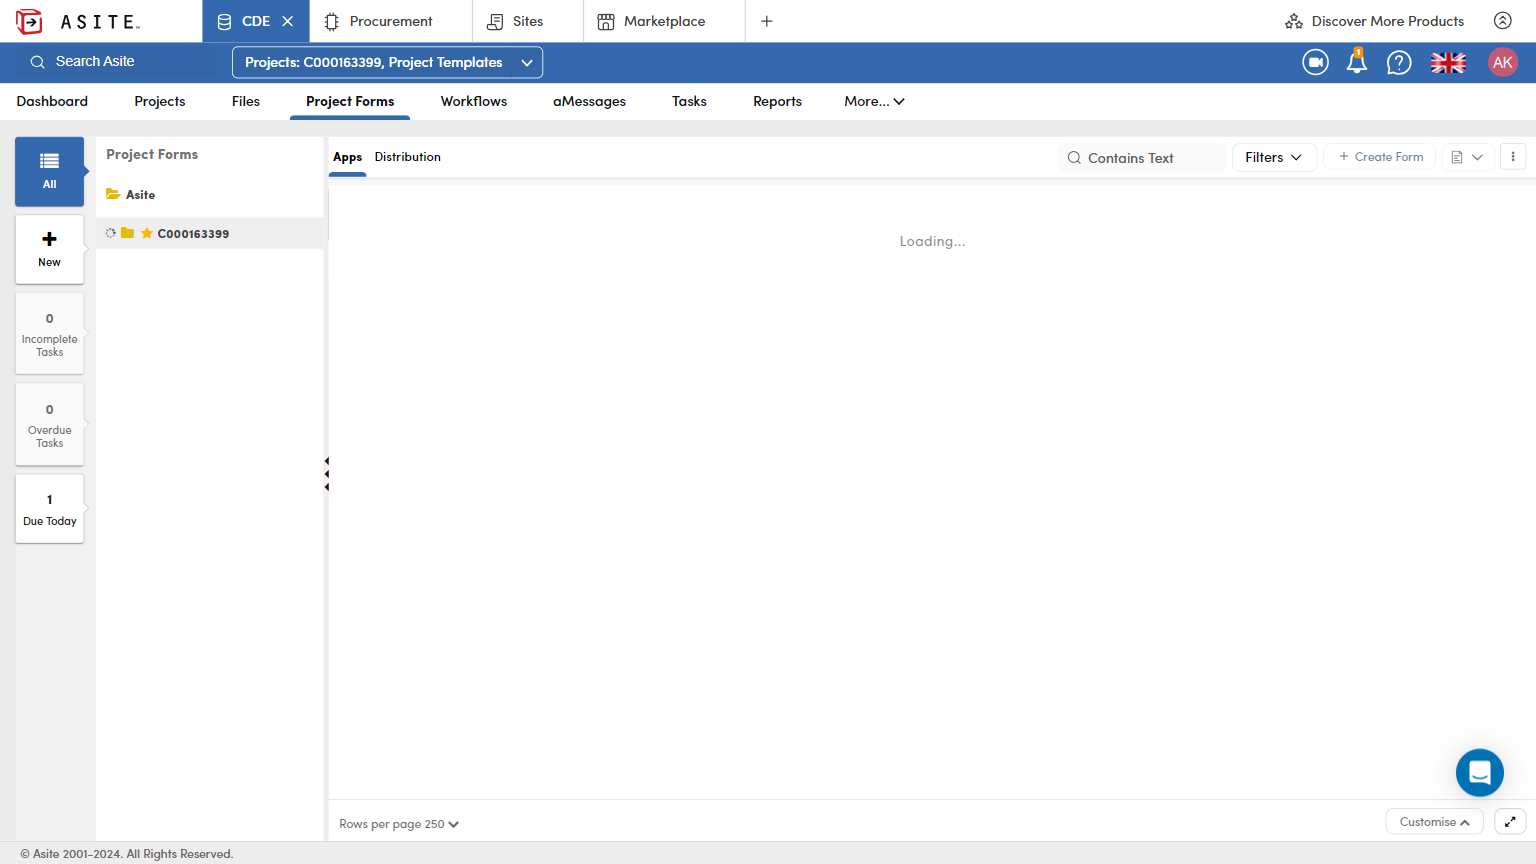 ASITE
CDE
Procurement
Sites
Marketplace
Discover More Products
Search Asite
Projects: C000163399, Project Templates
1
AK
Dashboard
Projects
Files
Project Forms
Workflows
aMessages
Tasks
Reports
More...
All
New
0
Incomplete
Tasks
0
Overdue
Tasks
1
Due Today
Project Forms
Asite
C000163399
Apps
Distribution
Contains Text
Filters
+ Create Form
Loading...
Rows per page 250
Customise
© Asite 2001-2024. All Rights Reserved.